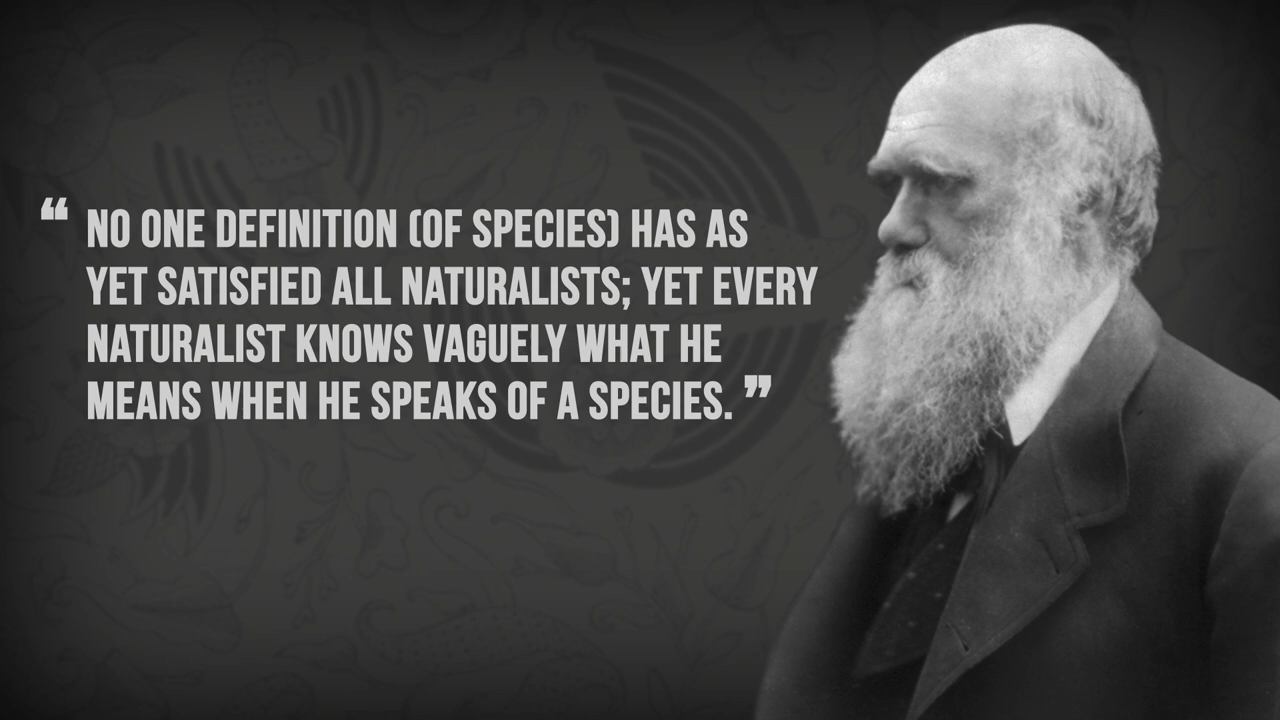 “ NO ONE DEFINITION (OF SPECIES) HAS AS
YET SATISFIED ALL NATURALISTS; YET EVERY
NATURALIST KNOWS VAGUELY WHAT HE
MEANS WHEN HE SPEAKS OF A SPECIES. ”